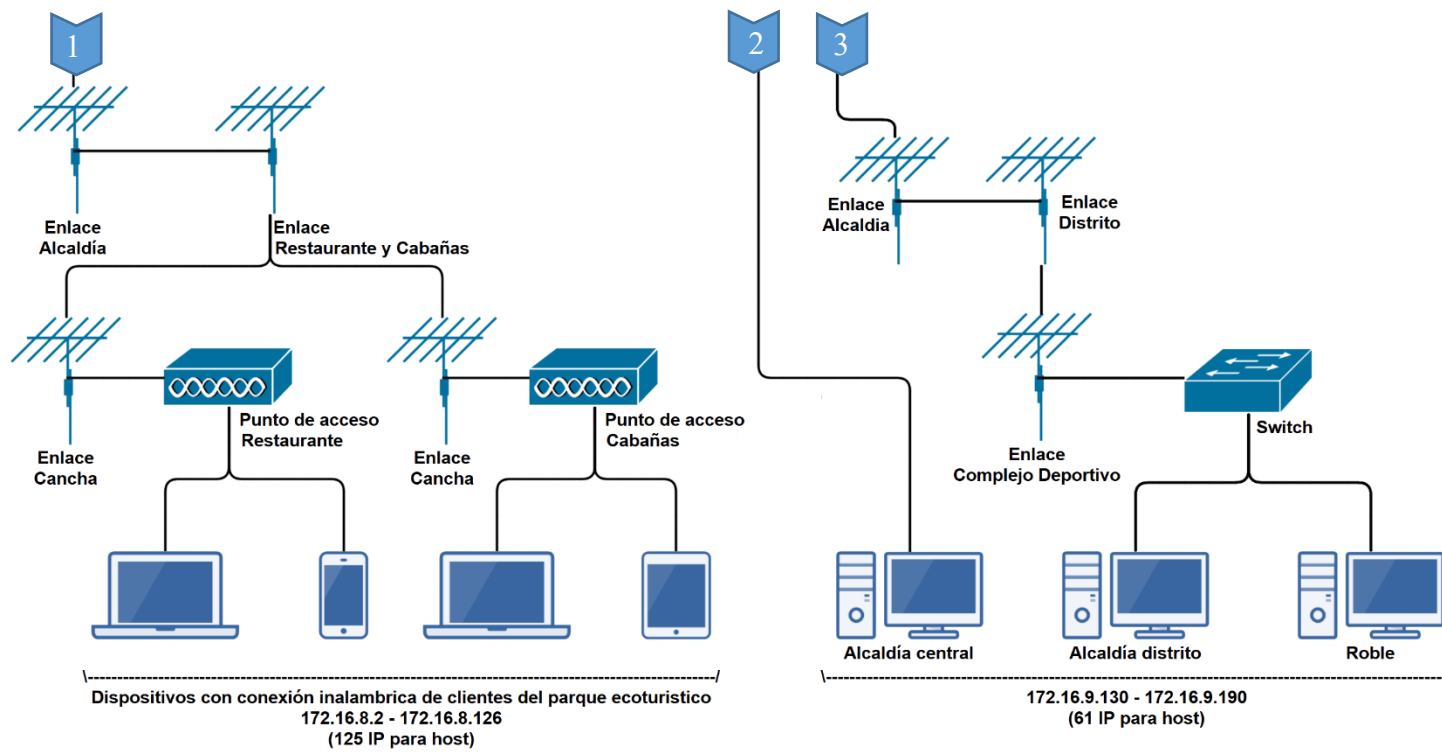 1
2
3
Enlace
Alcaldía
Enlace
Restaurante y Cabañas
Enlace
Alcaldia
Enlace
Distrito
Punto de acceso
Restaurante
Enlace
Cancha
Punto de acceso
Cabañas
Enlace
Cancha
Switch
Enlace
Complejo Deportivo
Alcaldía central
Alcaldía distrito
Roble
Dispositivos con conexión inalambrica de clientes del parque ecoturistico
172.16.8.2 - 172.16.8.126
(125 IP para host)
172.16.9.130 - 172.16.9.190
(61 IP para host)